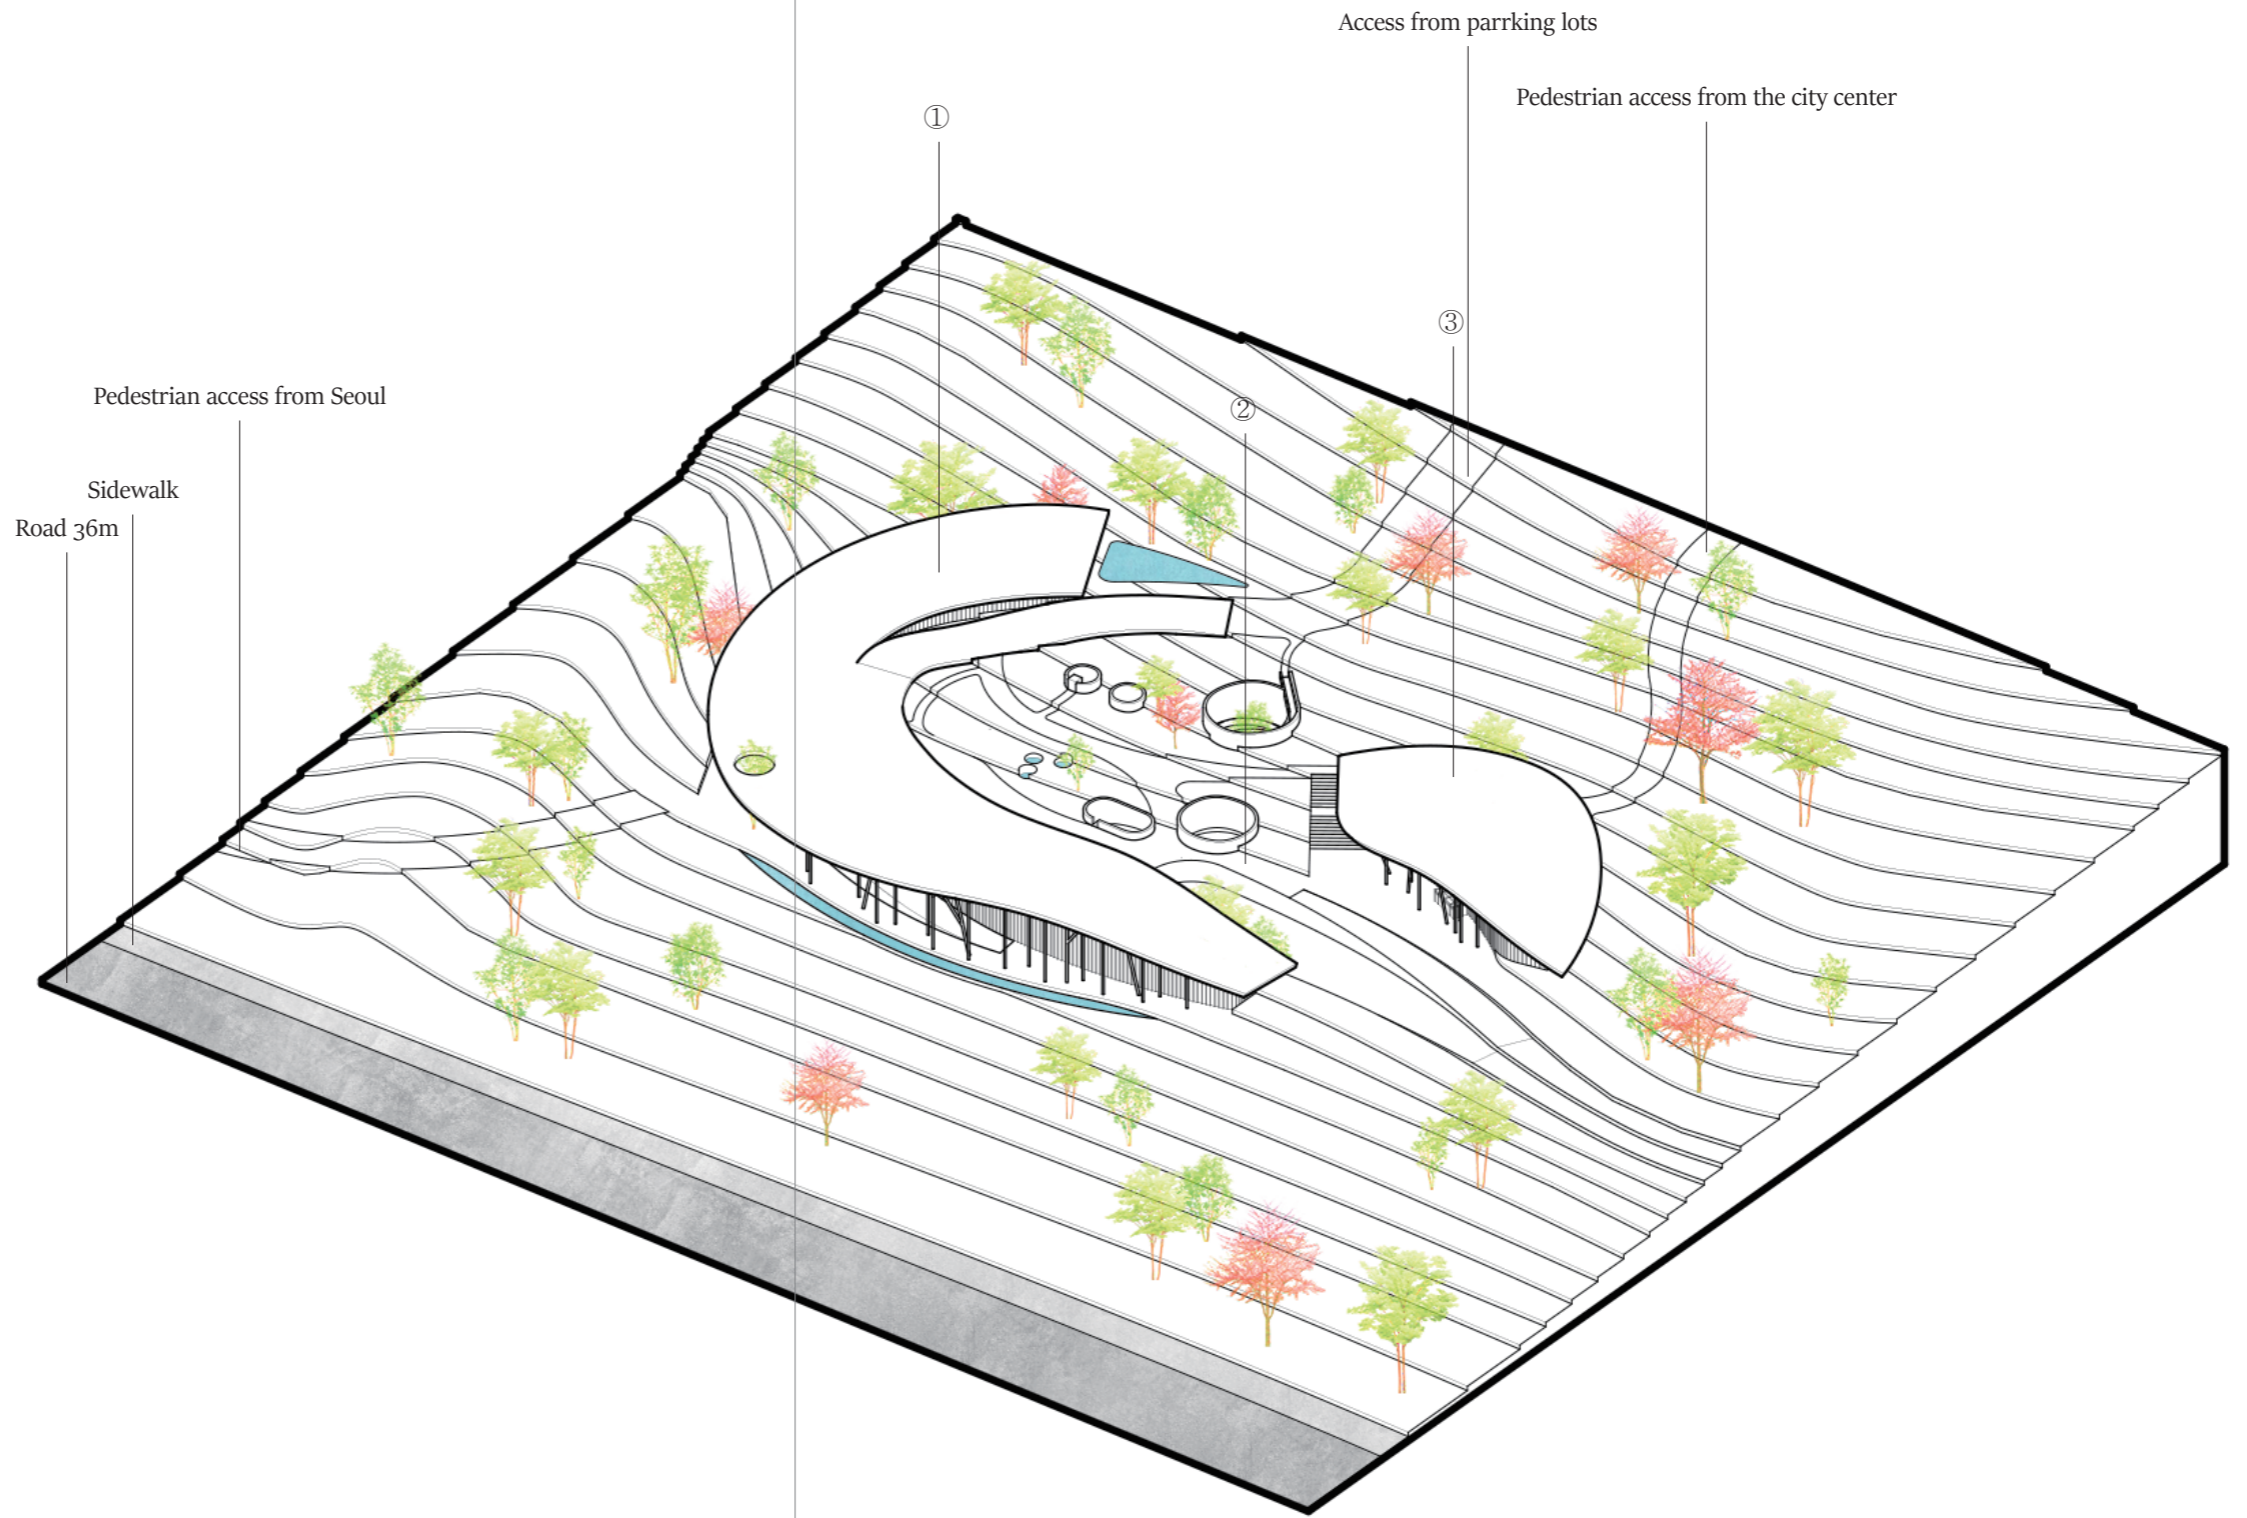 Access from parrking lots
Pedestrian access from the city center
①
③
Pedestrian access from Seoul
②
Sidewalk
Road 36m